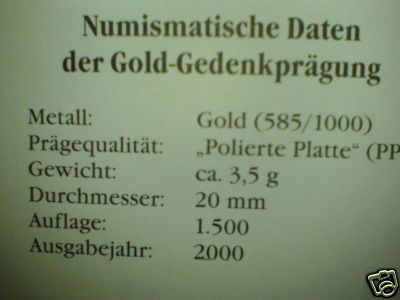 Numismatische Daten
der Gold-Gedenkprägung
Metall: Gold (585/1000)
Prägequalität: „Polierte Platte“ (PP
Gewicht: ca. 3,5 g
Durchmesser: 20 mm
Auflage: 1.500
Ausgabejahr: 2000